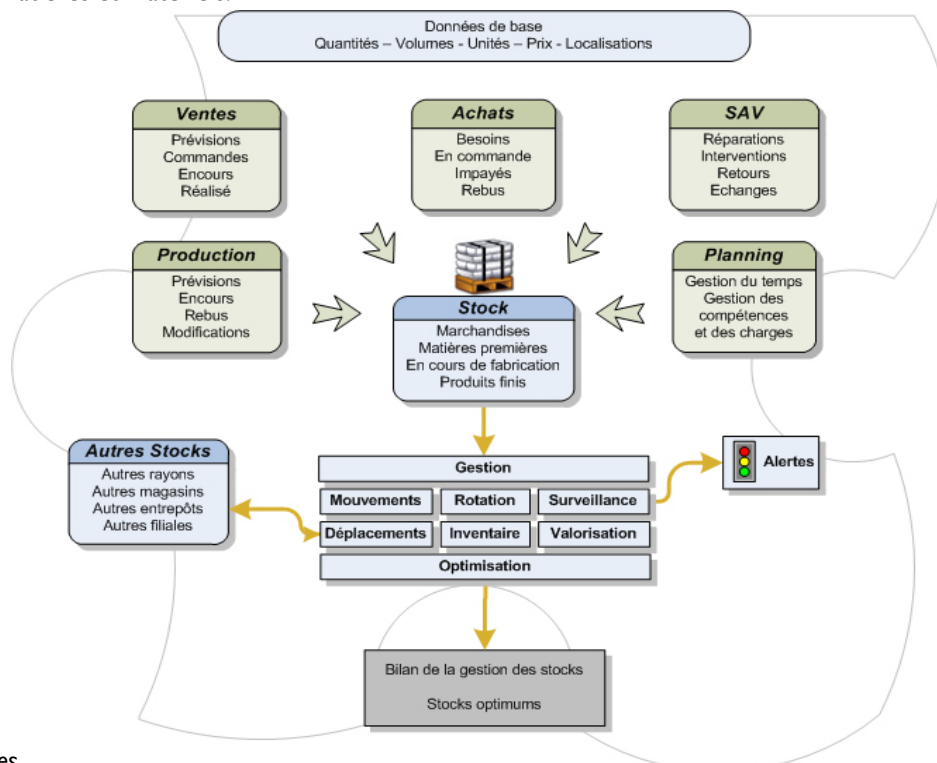 Données de base
Quantités – Volumes - Unités – Prix - Localisations
Ventes
Prévisions
Commandes
Encours
Réalisé
Achats
Besoins
En commande
Impayés
Rebus
SAV
Réparations
Interventions
Retours
Echanges
Production
Prévisions
Encours
Rebus
Modifications
Stock
Marchandises
Matières premières
En cours de fabrication
Produits finis
Planning
Gestion du temps
Gestion des
compétences
et des charges
Autres Stocks
Autres rayons
Autres magasins
Autres entrepôts
Autres filiales
Gestion
Mouvements
Rotation
Surveillance
Déplacements
Inventaire
Valorisation
Optimisation
Alertes
Bilan de la gestion des stocks
Stocks optimums
es